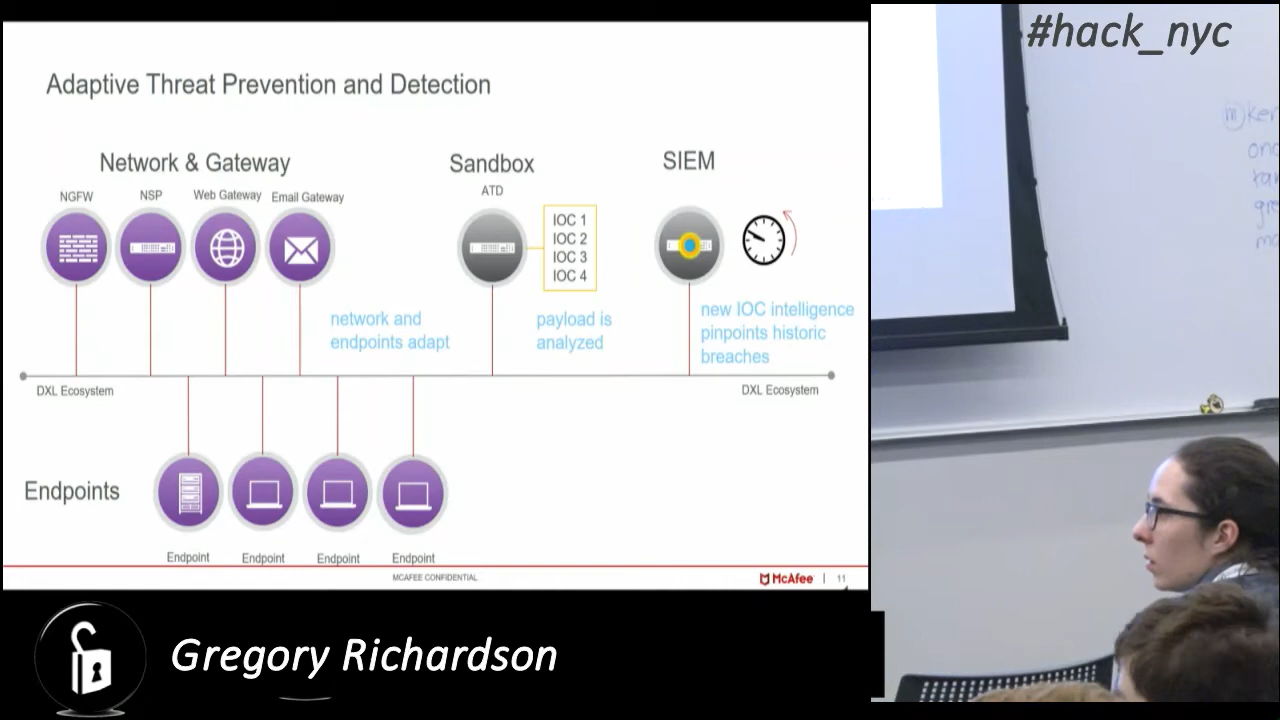 #hack_nyc
Adaptive Threat Prevention and Detection
Network & Gateway
Sandbox
SIEM
NGFW
NSP
Web Gateway
Email Gateway
ATD
IOC 1
IOC 2
IOC 3
IOC 4
network and
endpoints adapt
payload is
analyzed
new IOC intelligence
pinpoints historic
breaches
DXL Ecosystem
DXL Ecosystem
Endpoints
Endpoint
Endpoint
Endpoint
Endpoint
MCAFEE CONFIDENTIAL
McAfee
11
Gregory Richardson